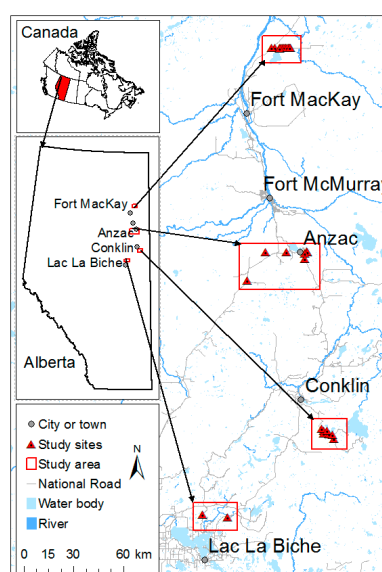 Canada
Fort MacKay
Anzac
Conklin
Lac La Biche
Alberta
City or town
Study sites
Study area
National Road
Water body
River
N
0 30 60 km
Fort MacKay
Fort McMurray
Anzac
Conklin
Lac La Biche